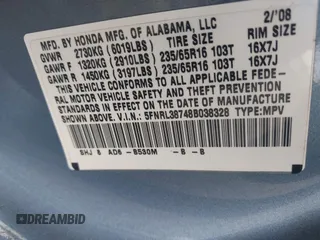 MFD.BY HONDA MFG. OF ALABAMA, LLC 2/'08
GVWR 2730KG (6019LBS) TIRE SIZE RIM SIZE
GAWR F 1320KG (2910LBS) 235/65R16 103T 16X7J
GAWR R 1450KG (3197LBS) 235/65R16 103T 16X7J
THIS VEHICLE CONFORMS TO ALL APPLICABLE FEDE-
RAL MOTOR VEHICLE SAFETY AND THEFT PREVENTION
STANDARDS IN EFFECT ON THE DATE OF MANUFACTURE
SHOWN ABOVE. V.I.N.: 5FNRL38748B038328 TYPE:MPV
SHJ B AD6 -B530M -B -B
DREAMBID